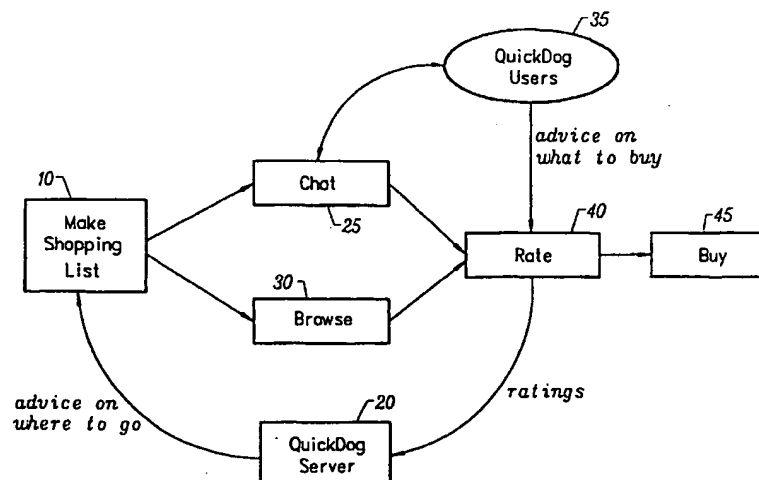 35
QuickDog
Users
advice on
what to buy
10
Make
Shopping
List
Chat
25
40
Rate
45
Buy
30
Browse
advice on
where to go
20
QuickDog
Server
ratings